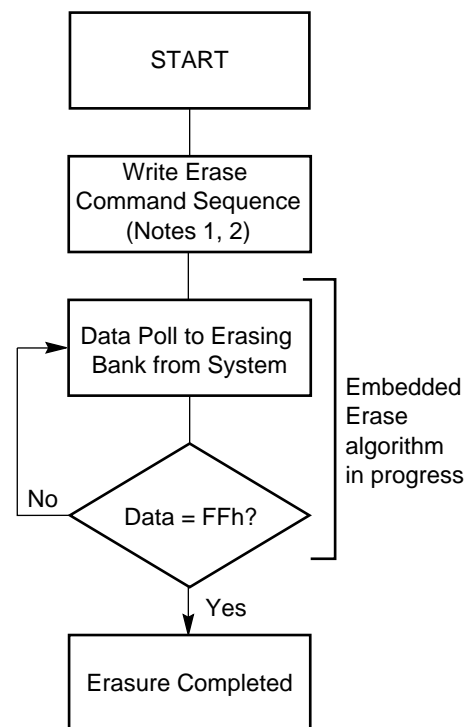 START
Write Erase
Command Sequence
(Notes 1, 2)
Data Poll to Erasing
Bank from System
Embedded
Erase
algorithm
in progress
No
Data = FFh?
Yes
Erasure Completed